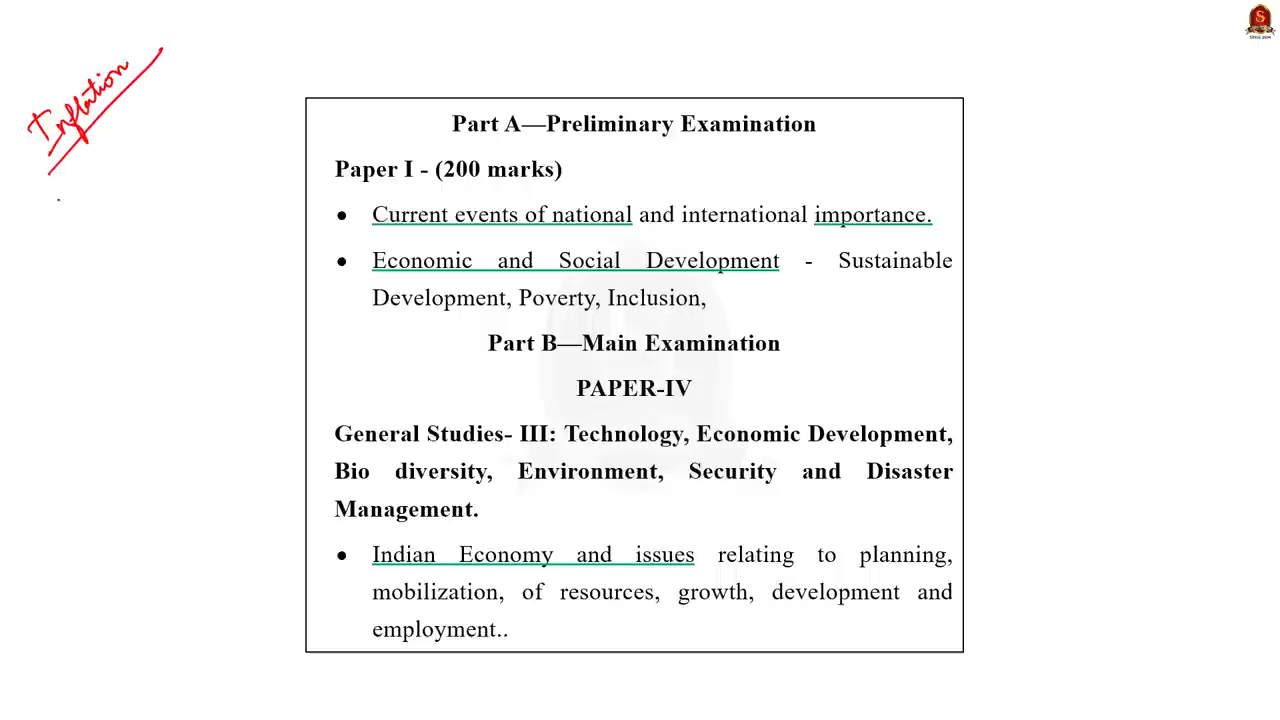 Inflation
Part A—Preliminary Examination
Paper I - (200 marks)
• Current events of national and international importance.
• Economic and Social Development - Sustainable
Development, Poverty, Inclusion,
Part B—Main Examination
PAPER-IV
General Studies- III: Technology, Economic Development,
Bio diversity, Environment, Security and Disaster
Management.
• Indian Economy and issues relating to planning,
mobilization, of resources, growth, development and
employment..